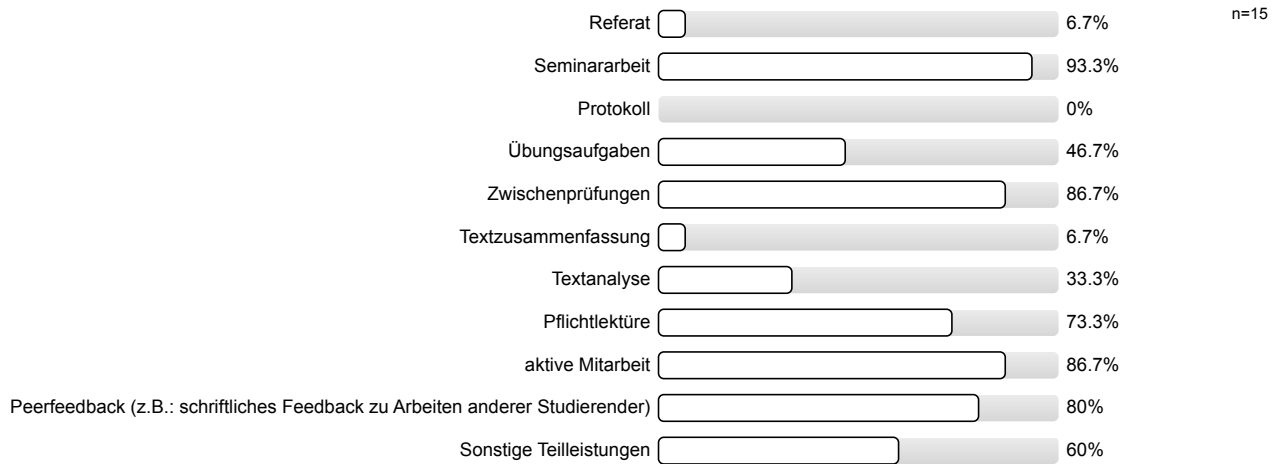 Referat 6.7% n=15
Seminararbeit 93.3%
Protokoll 0%
Übungsaufgaben 46.7%
Zwischenprüfungen 86.7%
Textzusammenfassung 6.7%
Textanalyse 33.3%
Pflichtlektüre 73.3%
aktive Mitarbeit 86.7%
Peerfeedback (z.B.: schriftliches Feedback zu Arbeiten anderer Studierender) 80%
Sonstige Teilleistungen 60%